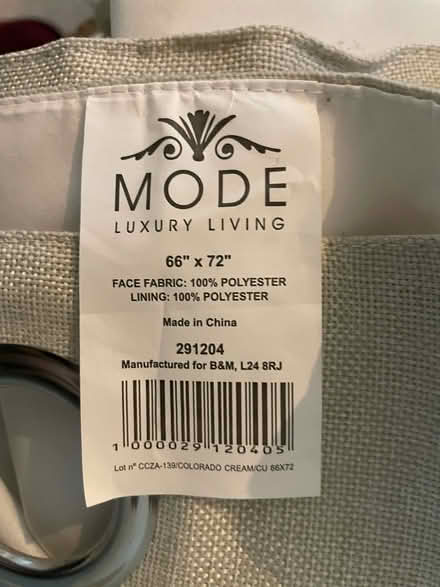 MODE
LUXURY LIVING
66" x 72"
FACE FABRIC: 100% POLYESTER
LINING: 100% POLYESTER
Made in China
291204
Manufactured for B&M, L24 8RJ
1 000029 120405
Lot nº CCZA-139/COLORADO CREAM/CU 66X72